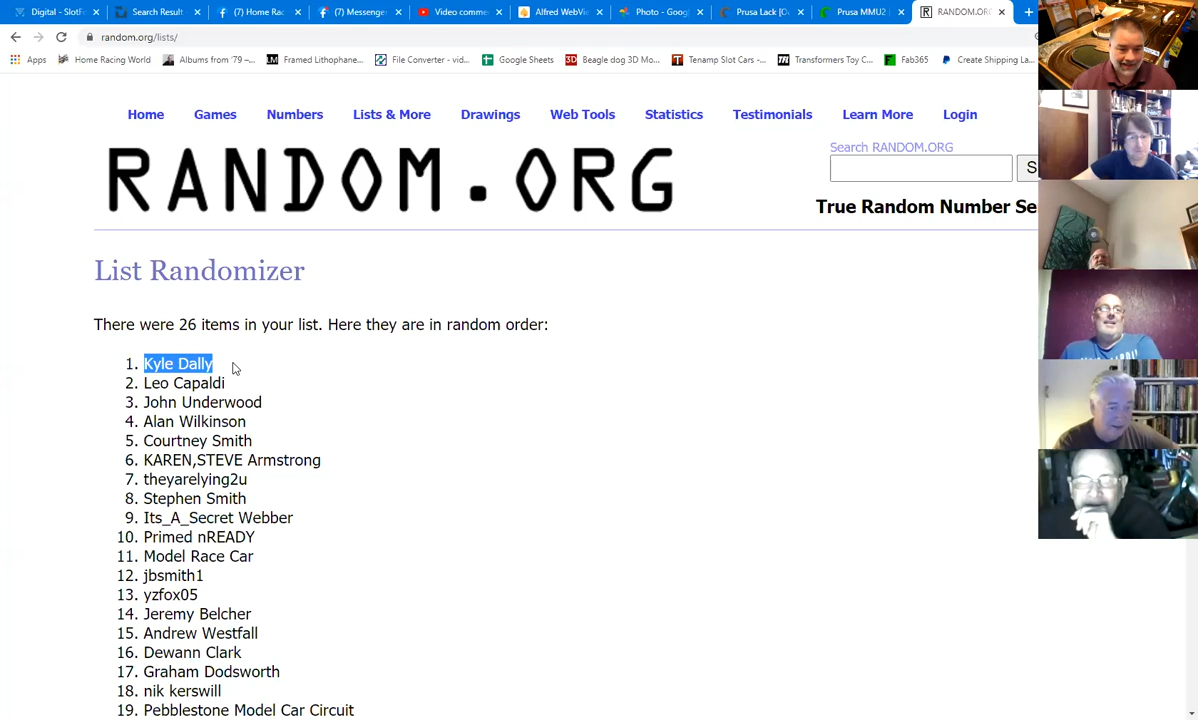 Digital - SlotF
Search Result
(7) Home Rac
(7) Messenge
Video comme
Alfred WebVi
Photo - Goog
Prusa Lack [O
Prusa MMU2
RANDOM.OR
random.org/lists/
Apps
Home Racing World
Albums from '79 –...
Framed Lithophane...
File Converter - vid...
Google Sheets
Beagle dog 3D Mo...
Tenamp Slot Cars -...
Transformers Toy C...
Fab365
Create Shipping La...
Home
Games
Numbers
Lists & More
Drawings
Web Tools
Statistics
Testimonials
Learn More
Login
RANDOM.ORG
Search RANDOM.ORG
S
True Random Number Se
List Randomizer
There were 26 items in your list. Here they are in random order:
1. Kyle Dally
2. Leo Capaldi
3. John Underwood
4. Alan Wilkinson
5. Courtney Smith
6. KAREN,STEVE Armstrong
7. theyarelying2u
8. Stephen Smith
9. Its_A_Secret Webber
10. Primed nREADY
11. Model Race Car
12. jbsmith1
13. yzfox05
14. Jeremy Belcher
15. Andrew Westfall
16. Dewann Clark
17. Graham Dodsworth
18. nik kerswill
19. Pebblestone Model Car Circuit